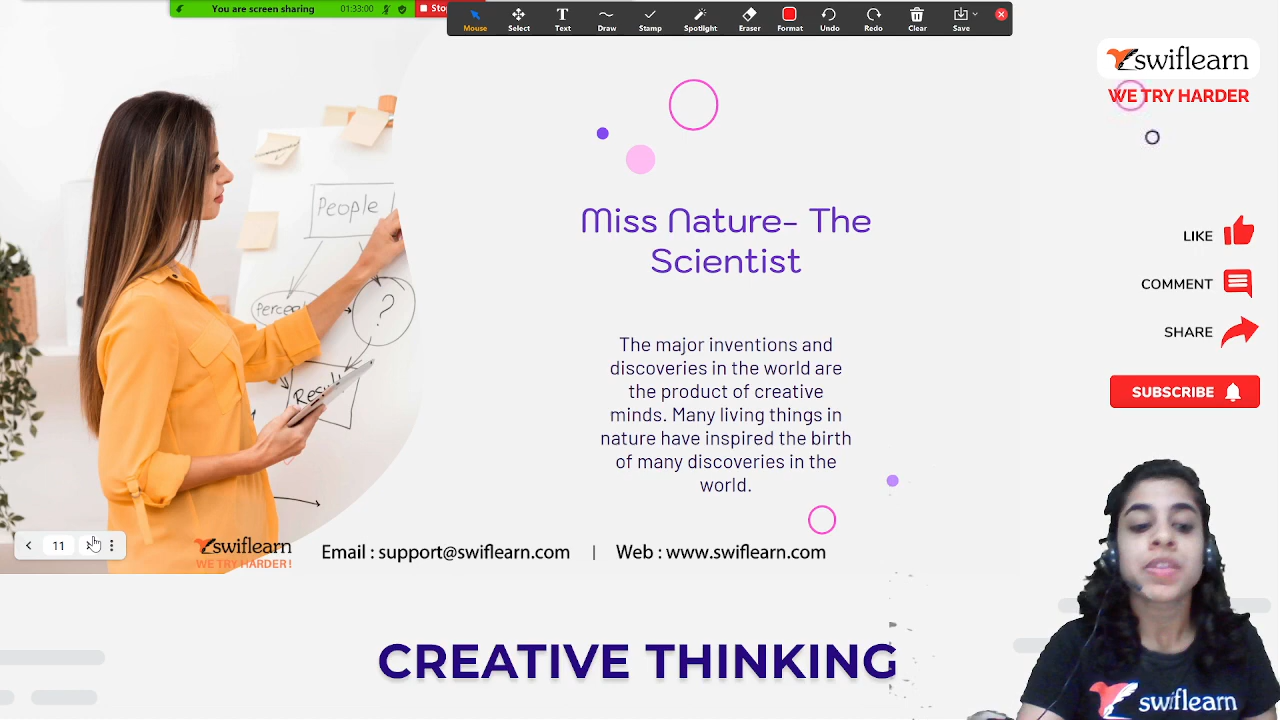 You are screen sharing
01:33:00
Mouse
Select
Text
Draw
Stamp
Spotlight
Eraser
Format
Undo
Redo
Clear
Save
swiflearn
WE TRY HARDER
People
?
Miss Nature- The
Scientist
LIKE
COMMENT
SHARE
SUBSCRIBE
The major inventions and
discoveries in the world are
the product of creative
minds. Many living things in
nature have inspired the birth
of many discoveries in the
world.
11
swiflearn
WE TRY HARDER!
Email : support@swiflearn.com | Web : www.swiflearn.com
CREATIVE THINKING
swiflearn